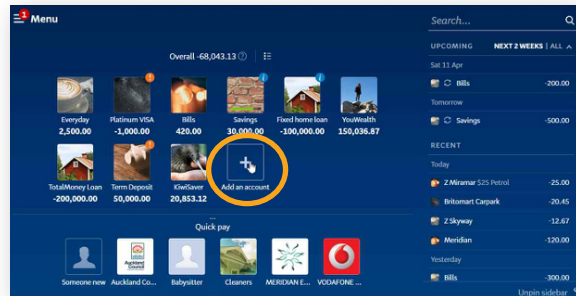 1
Menu
Overall -68,043.13
Everyday
2,500.00
Platinum VISA
-1,000.00
Bills
420.00
Savings
30,000.00
Fixed home loan
-100,000.00
YouWealth
150,036.87
TotalMoney Loan
-200,000.00
Term Deposit
50,000.00
KiwiSaver
20,853.12
Add an account
Quick pay
Someone new
Auckland Council
Auckland Co...
Babysitter
Cleaners
MERIDIAN E...
VODAFONE ...
Search...
UPCOMING NEXT 2 WEEKS | ALL
Sat 11 Apr
Bills -200.00
Tomorrow
Savings -500.00
RECENT
Today
Z Miramar $25 Petrol -25.00
Britomart Carpark -20.45
Z Skyway -12.67
Meridian -120.00
Yesterday
Bills -300.00
Unpin sidebar